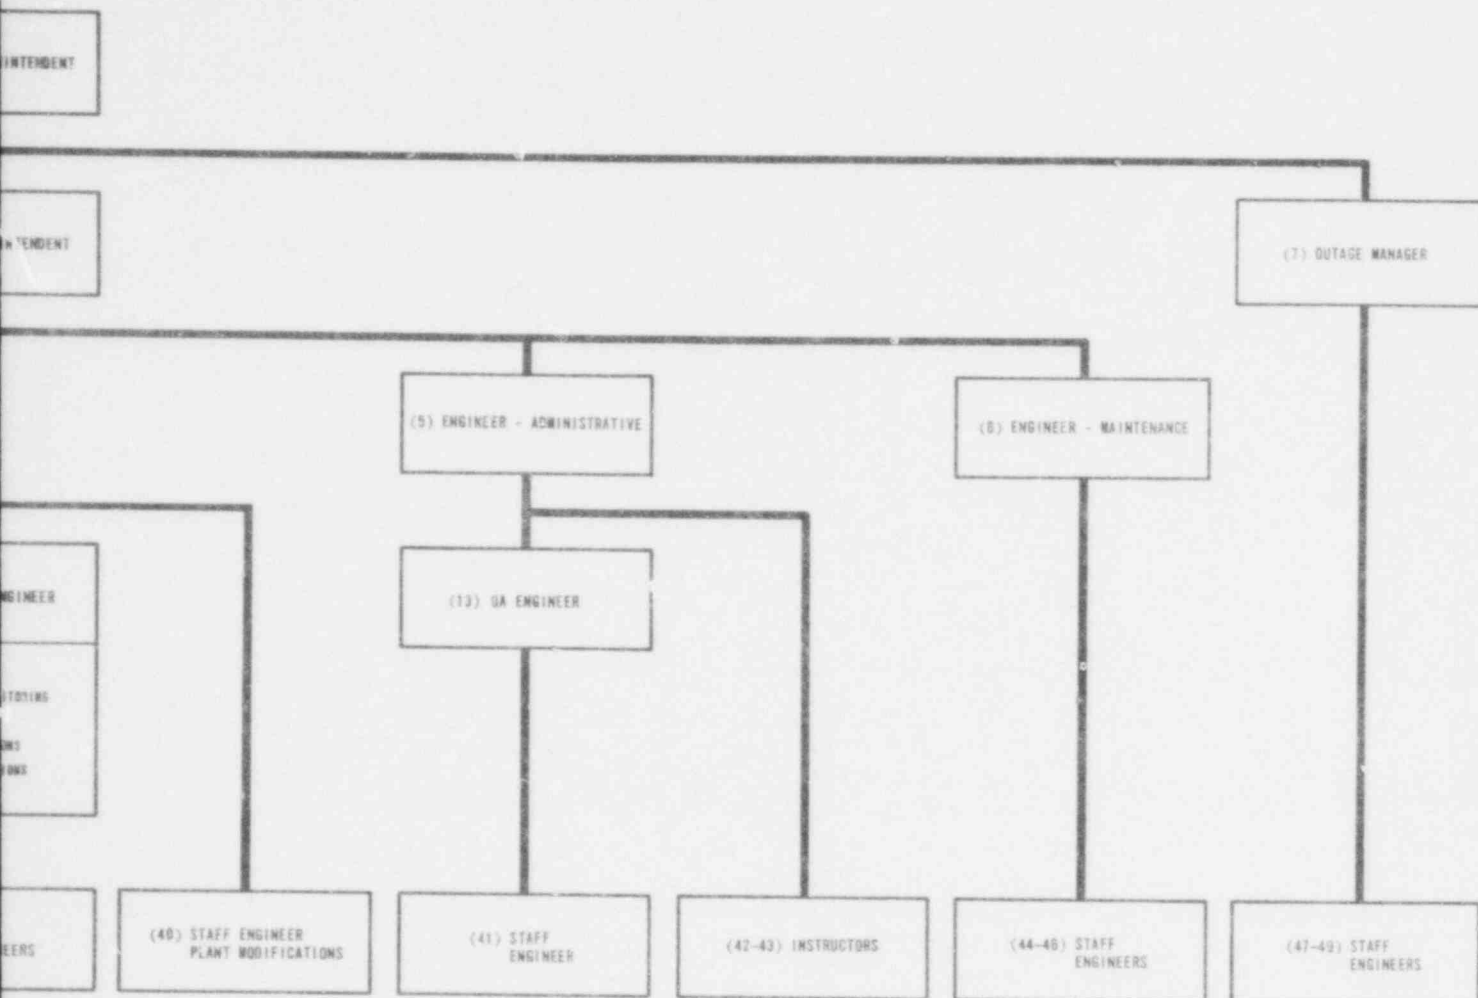 (7) OUTAGE MANAGER
(5) ENGINEER - ADMINISTRATIVE
(6) ENGINEER - MAINTENANCE
(13) QA ENGINEER
(40) STAFF ENGINEER
PLANT MODIFICATIONS
(41) STAFF
ENGINEER
(42-43) INSTRUCTORS
(44-46) STAFF
ENGINEERS
(47-49) STAFF
ENGINEERS